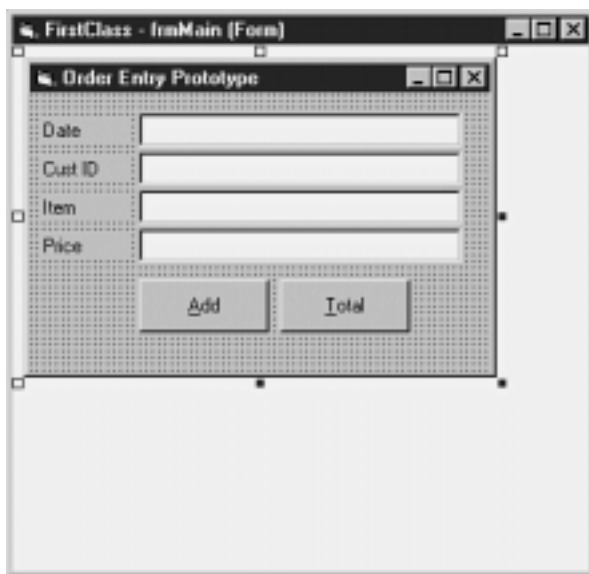 FirstClass - frmMain (Form)
Order Entry Prototype
Date
Cust ID
Item
Price
Add
Total